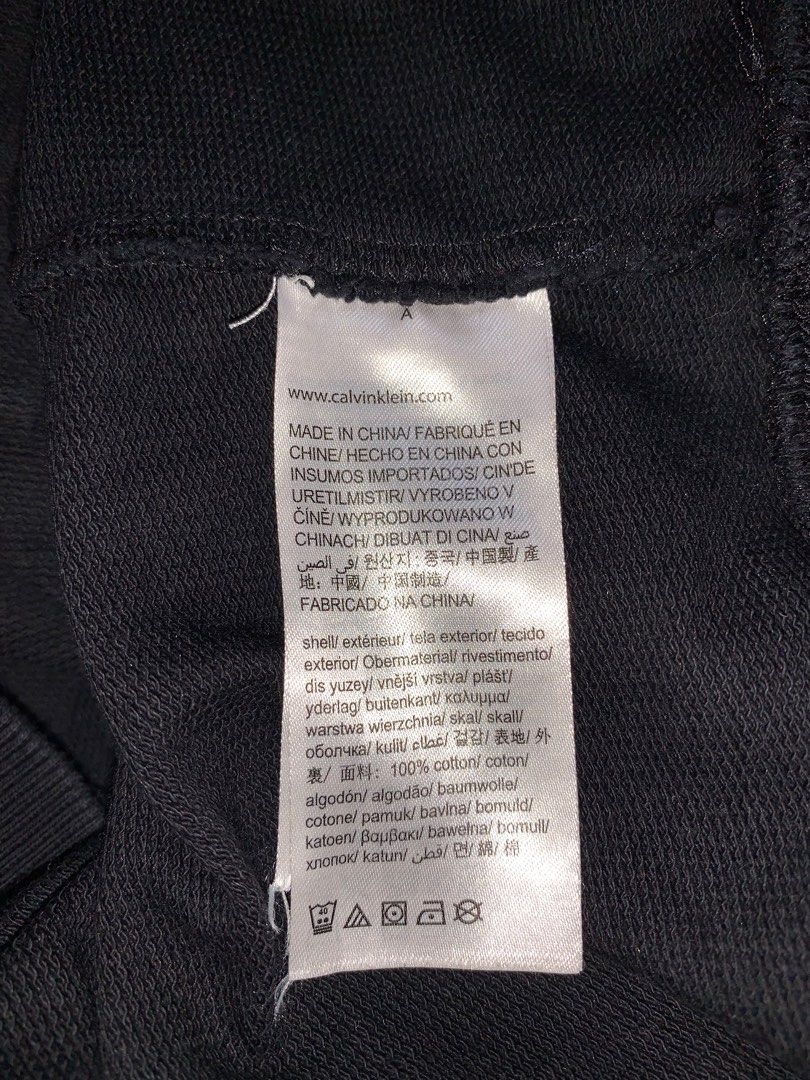 A
www.calvinklein.com
MADE IN CHINA/ FABRIQUÉ EN
CHINE/ HECHO EN CHINA CON
INSUMOS IMPORTADOS/ CIN'DE
URETILMISTIR/ VYROBENO V
ČÍNĚ/ WYPRODUKOWANO W
CHINACH/ DIBUAT DI CINA/ صنع
في الصين/ 원산지 : 중국/ 中国製/ 產
地：中國/ 中国制造/
FABRICADO NA CHINA/
shell/ extérieur/ tela exterior/ tecido
exterior/ Obermaterial/ rivestimento/
dis yuzey/ vnější vrstva/ plášť/
yderlag/ buitenkant/ καλυμμα/
warstwa wierzchnia/ skal/ skall/
оболчка/ kulit/ غطاء/ 겉감/ 表地/ 外
裏/ 面料：100% cotton/ coton/
algodón/ algodão/ baumwolle/
cotone/ pamuk/ bavlna/ bomuld/
katoen/ βαμβακι/ bawełna/ bomull/
хлопок/ katun/ قطن/ 면/ 綿/ 棉
40